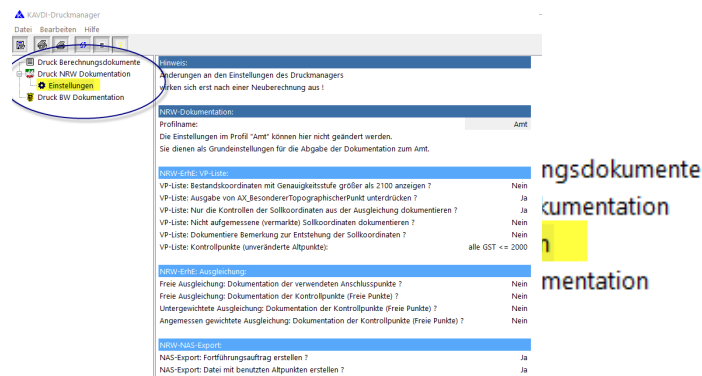 KAVDI-Druckmanager
Datei Bearbeiten Hilfe
Druck Berechnungsdokumente
Druck NRW Dokumentation
Einstellungen
Druck BW Dokumentation
Hinweis:
Änderungen an den Einstellungen des Druckmanagers
wirken sich erst nach einer Neuberechnung aus !
NRW-Dokumentation:
Profilname: Amt
Die Einstellungen im Profil "Amt" können hier nicht geändert werden.
Sie dienen als Grundeinstellungen für die Abgabe der Dokumentation zum Amt.
NRW-ErhE: VP-Liste:
VP-Liste: Bestandskoordinaten mit Genauigkeitsstufe größer als 2100 anzeigen ? Nein
VP-Liste: Ausgabe von AX_BesondererTopographischerPunkt unterdrücken ? Ja
VP-Liste: Nur die Kontrollen der Sollkoordinaten aus der Ausgleichung dokumentieren ? Ja
VP-Liste: Nicht aufgemessene (vermarkte) Sollkoordinaten dokumentieren ? Nein
VP-Liste: Dokumentiere Bemerkung zur Entstehung der Sollkoordinaten ? Nein
VP-Liste: Kontrollpunkte (unveränderte Altpunkte): alle GST <= 2000
NRW-ErhE: Ausgleichung:
Freie Ausgleichung: Dokumentation der verwendeten Anschlusspunkte ? Nein
Freie Ausgleichung: Dokumentation der Kontrollpunkte (Freie Punkte) ? Nein
Untergewichtete Ausgleichung: Dokumentation der Kontrollpunkte (Freie Punkte) ? Nein
Angemessen gewichtete Ausgleichung: Dokumentation der Kontrollpunkte (Freie Punkte) ? Nein
NRW-NAS-Export:
NAS-Export: Fortführungsauftrag erstellen ? Ja
NAS-Export: Datei mit benutzten Altpunkten erstellen ? Ja
ngsdokumente
kumentation
n
mentation